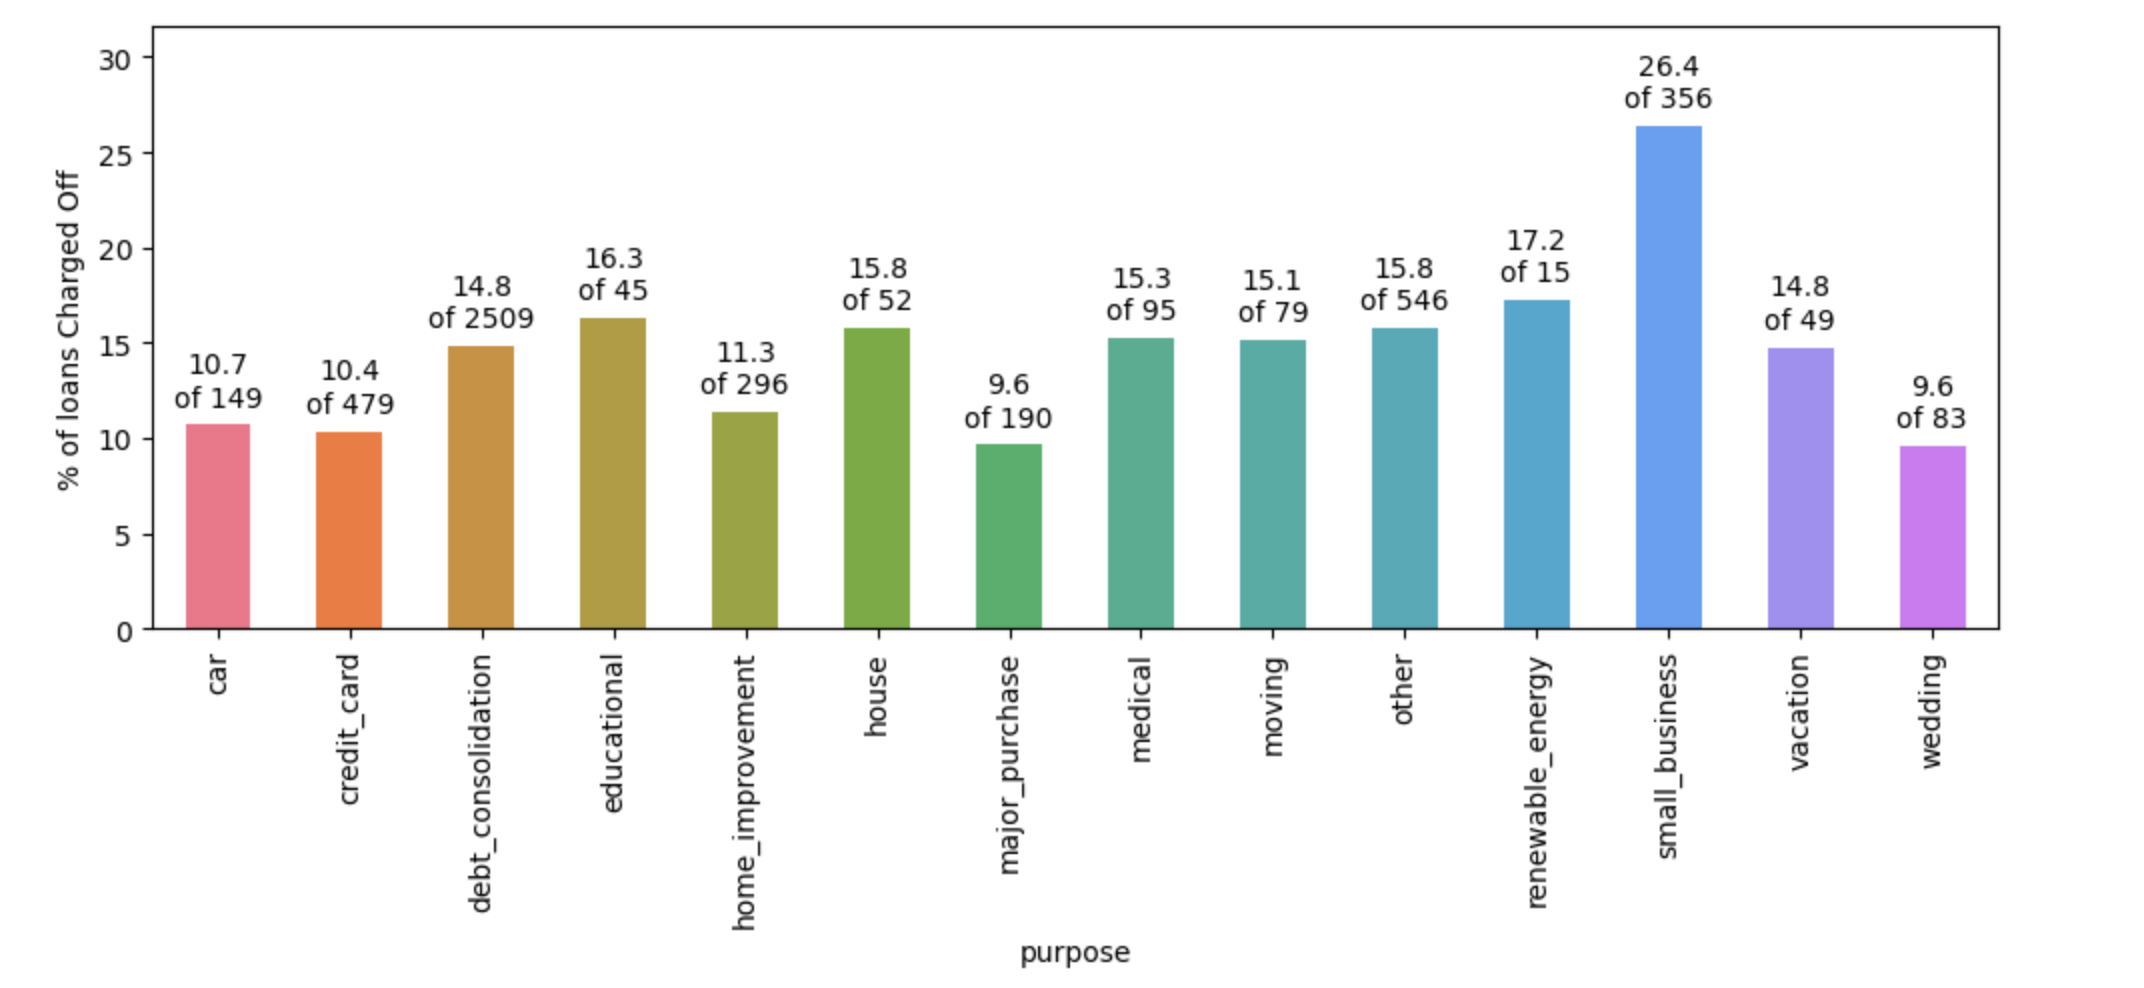 % of loans Charged Off
30
25
20
15
10
5
0
10.7
of 149
10.4
of 479
14.8
of 2509
16.3
of 45
11.3
of 296
15.8
of 52
9.6
of 190
15.3
of 95
15.1
of 79
15.8
of 546
17.2
of 15
26.4
of 356
14.8
of 49
9.6
of 83
car
credit_card
debt_consolidation
educational
home_improvement
house
major_purchase
medical
moving
other
renewable_energy
small_business
vacation
wedding
purpose